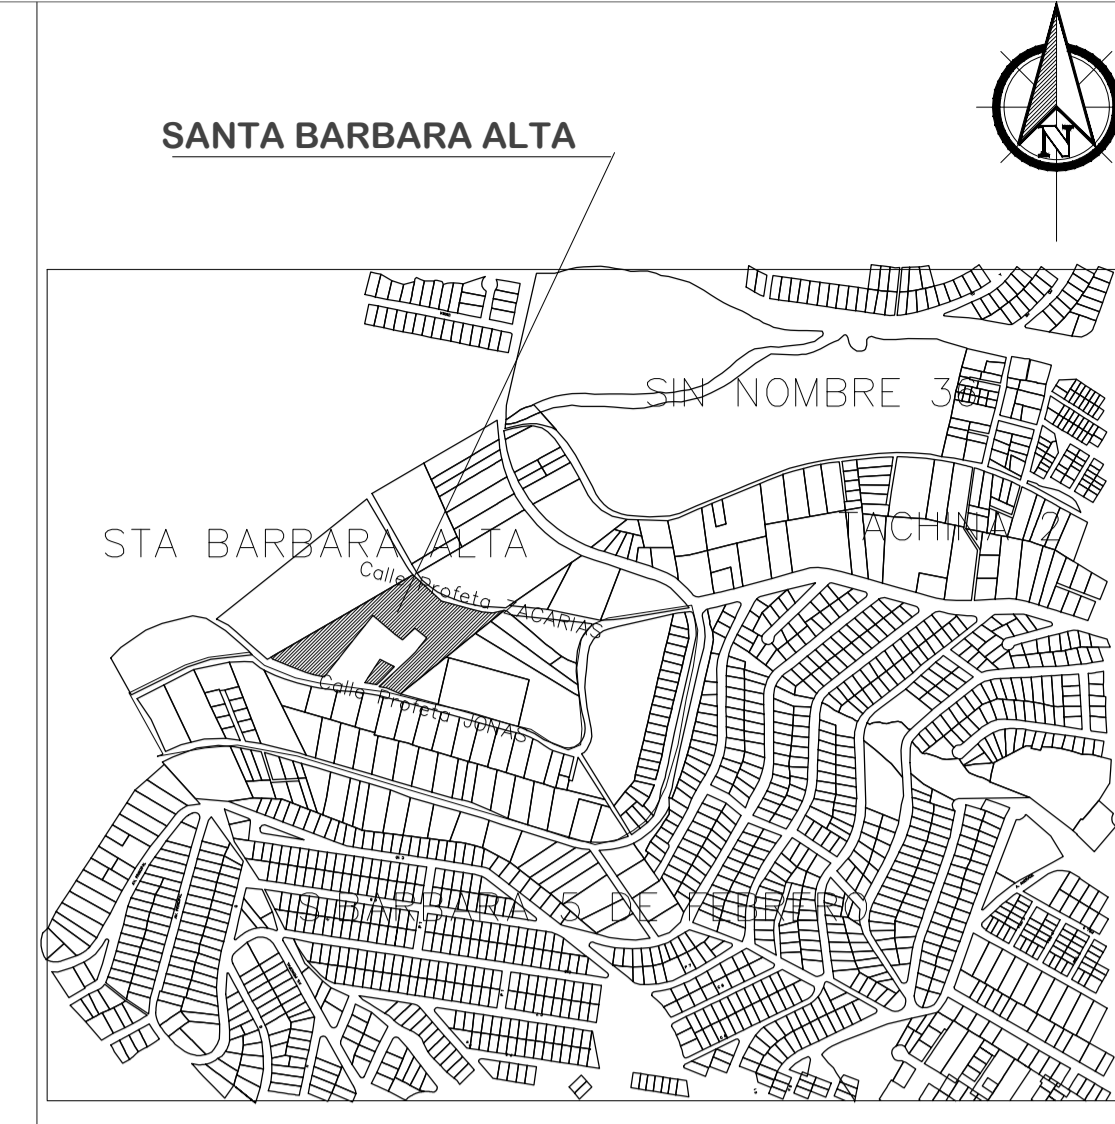 SANTA BARBARA ALTA
N
SIN NOMBRE 36
STA BARBARA ALTA
TACHINA 2
Calle Profeta ZACARIAS
Calle Profeta JONAS
S.BARBARA 5 DE FEBRERO